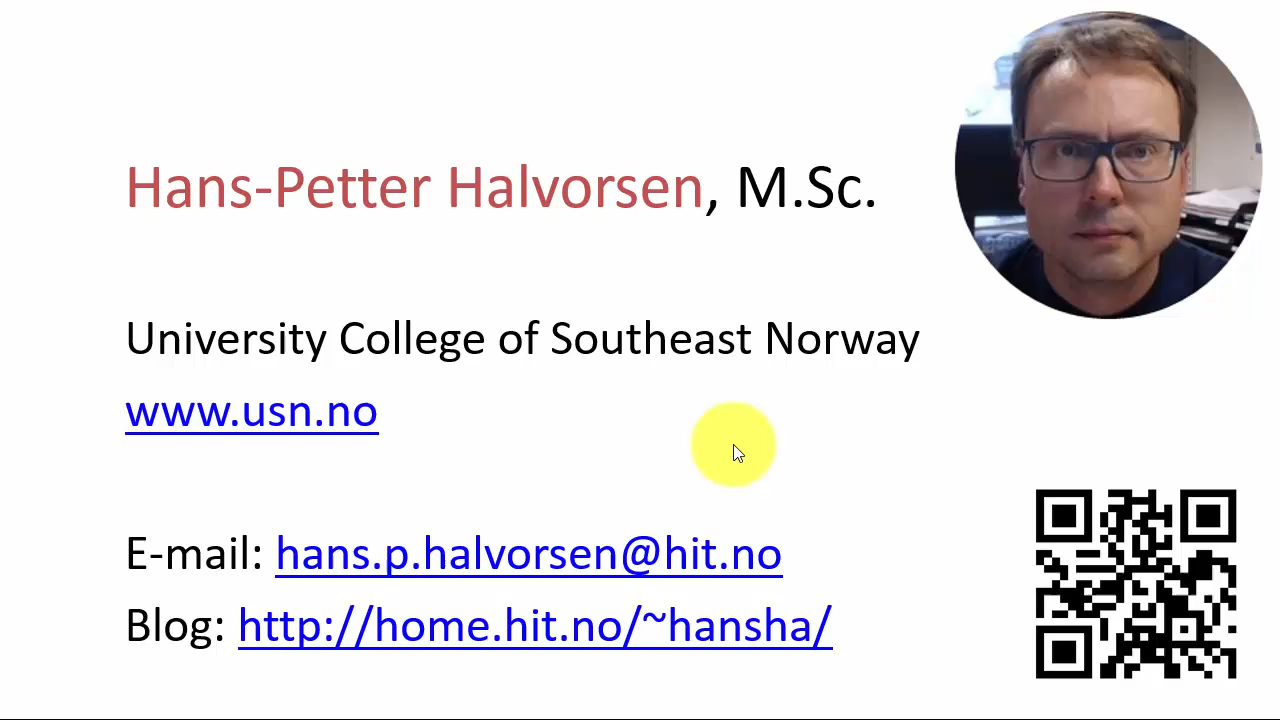 Hans-Petter Halvorsen, M.Sc.
University College of Southeast Norway
www.usn.no
E-mail: hans.p.halvorsen@hit.no
Blog: http://home.hit.no/~hansha/